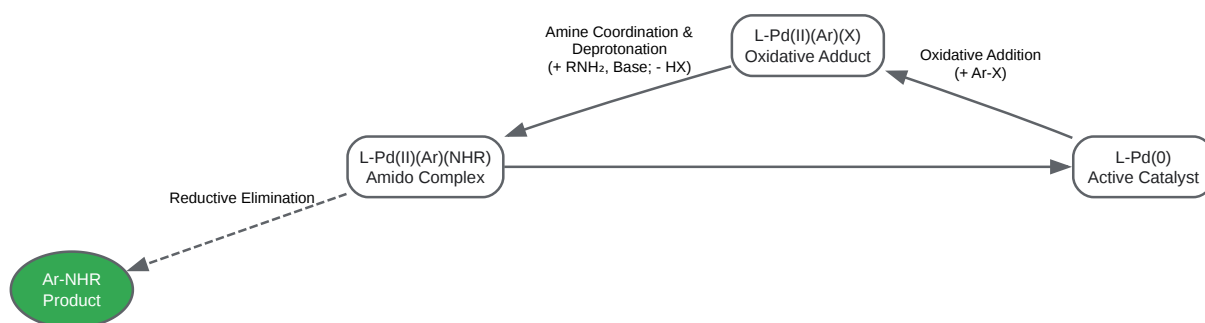 Amine Coordination &
Deprotonation
(+ RNH₂, Base; - HX)
L-Pd(II)(Ar)(X)
Oxidative Adduct
Oxidative Addition
(+ Ar-X)
L-Pd(II)(Ar)(NHR)
Amido Complex
L-Pd(0)
Active Catalyst
Reductive Elimination
Ar-NHR
Product